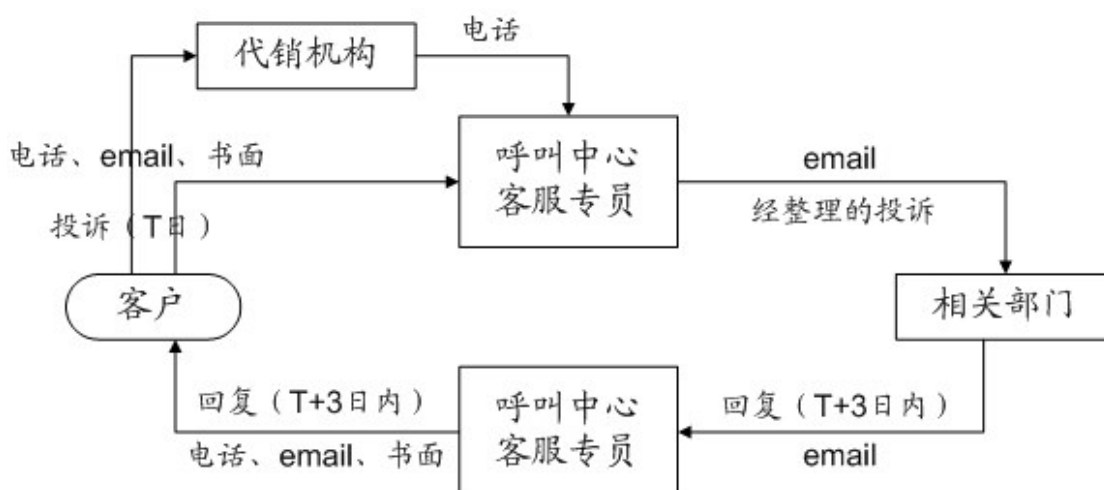 代销机构
电话
电话、email、书面
投诉（T日）
呼叫中心
客服专员
email
经整理的投诉
客户
相关部门
回复（T+3日内）
电话、email、书面
呼叫中心
客服专员
回复（T+3日内）
email